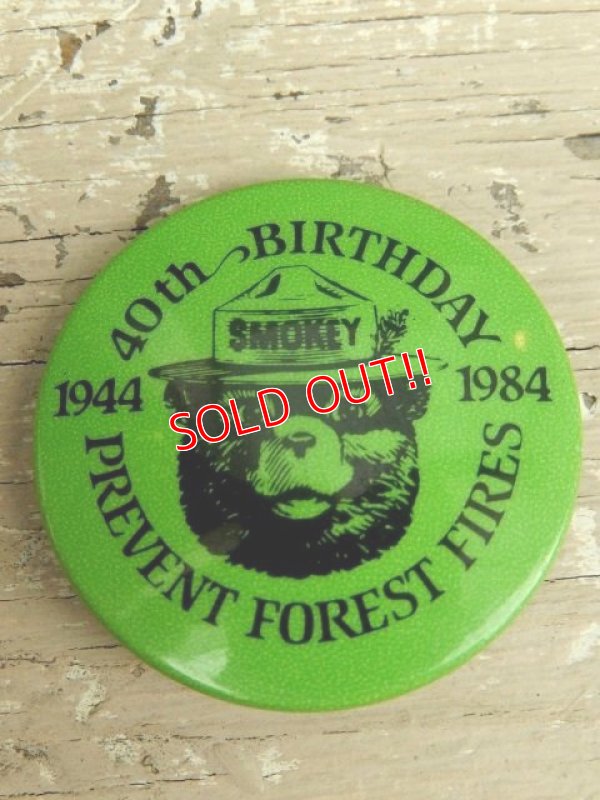 40th BIRTHDAY
SMOKEY
1944
1984
SOLD OUT!!
PREVENT FOREST FIRES